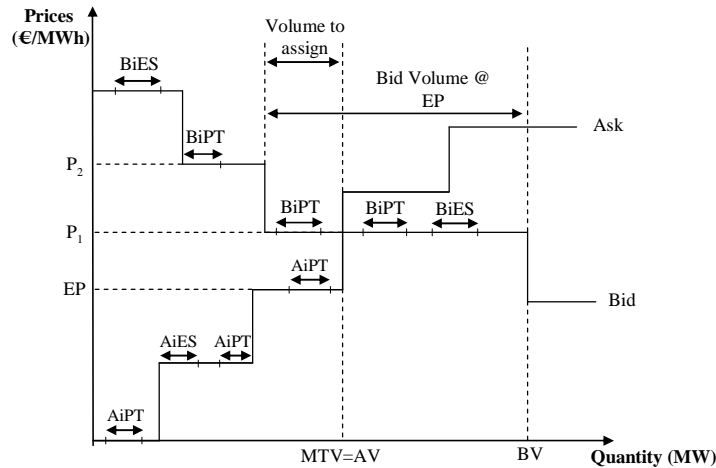 Prices
(€/MWh)
Volume to
assign
BiES
Bid Volume @
EP
Ask
BiPT
P2
BiPT
BiPT
BiES
P1
AiPT
EP
Bid
AiES
AiPT
AiPT
MTV=AV
BV
Quantity (MW)